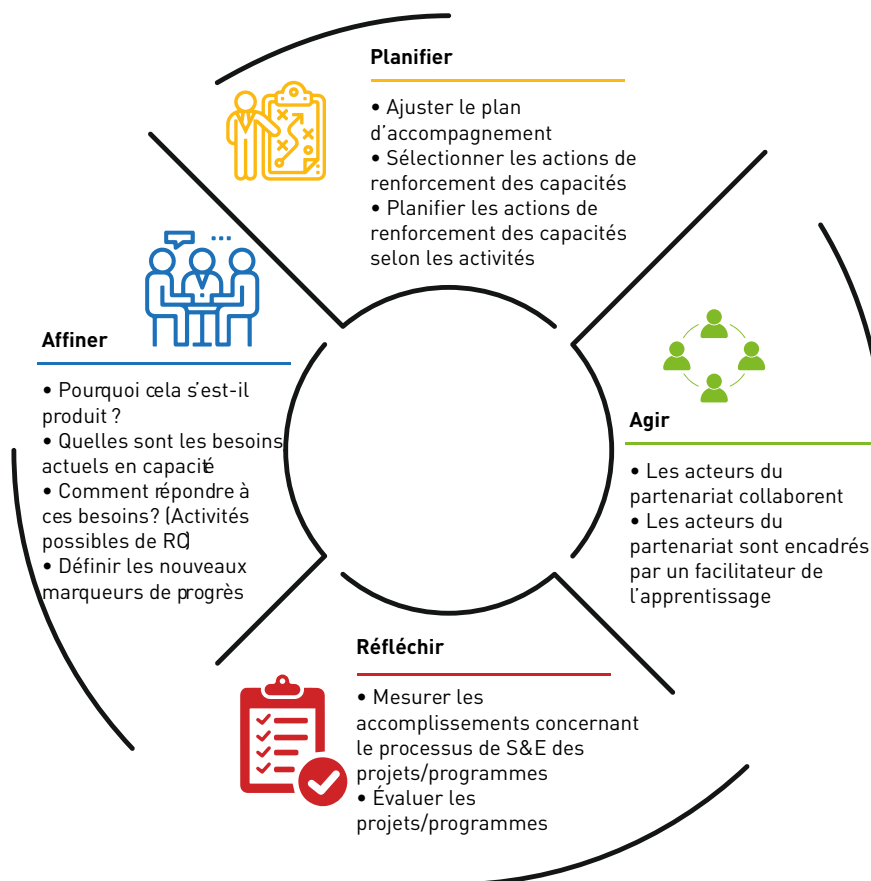 Planifier
• Ajuster le plan
d'accompagnement
• Sélectionner les actions de
renforcement des capacités
• Planifier les actions de
renforcement des capacités
selon les activités
Agir
• Les acteurs du
partenariat collaborent
• Les acteurs du
partenariat sont encadrés
par un facilitateur de
l'apprentissage
Réfléchir
• Mesurer les
accomplissements concernant
le processus de S&E des
projets/programmes
• Évaluer les
projets/programmes
Affiner
• Pourquoi cela s'est-il
produit ?
• Quelles sont les besoins
actuels en capacité
• Comment répondre à
ces besoins? (Activités
possibles de RC)
• Définir les nouveaux
marqueurs de progrès